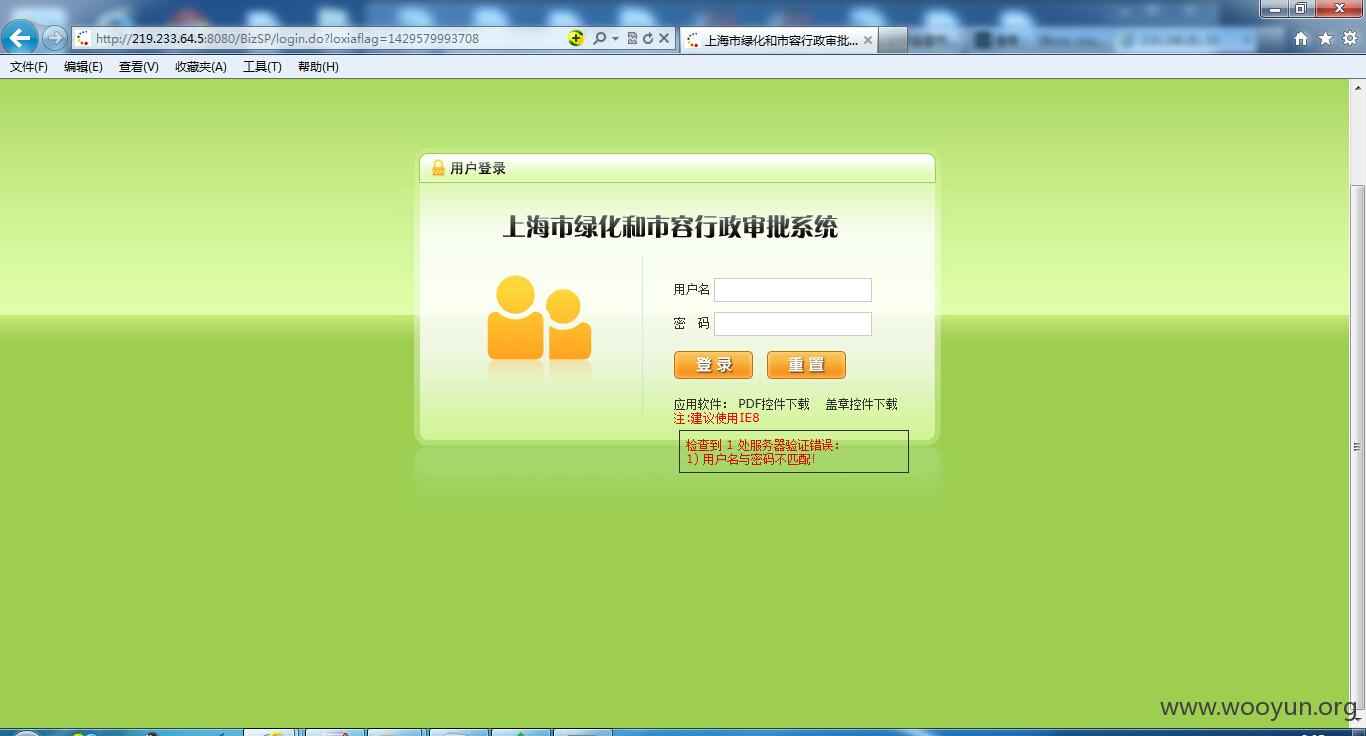 http://219.233.64.5:8080/BizSP/login.do?loxiaflag=1429579993708
上海市绿化和市容行政审批...
文件(F) 编辑(E) 查看(V) 收藏夹(A) 工具(T) 帮助(H)
用户登录
上海市绿化和市容行政审批系统
用户名
密 码
登 录 重 置
应用软件： PDF控件下载 盖章控件下载
注:建议使用IE8
检查到 1 处服务器验证错误:
1) 用户名与密码不匹配!
www.wooyun.org